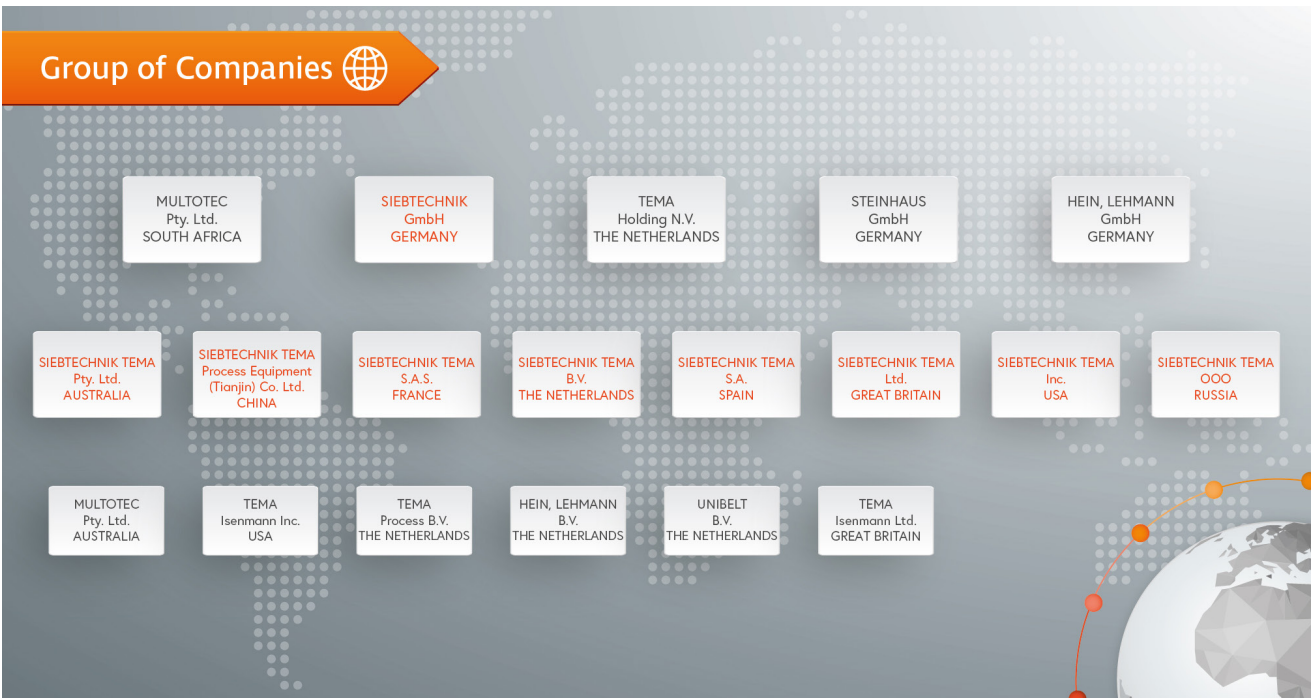 Group of Companies
MULTOTEC
Pty. Ltd.
SOUTH AFRICA
SIEBTECHNIK
GmbH
GERMANY
TEMA
Holding N.V.
THE NETHERLANDS
STEINHAUS
GmbH
GERMANY
HEIN, LEHMANN
GmbH
GERMANY
SIEBTECHNIK TEMA
Pty. Ltd.
AUSTRALIA
SIEBTECHNIK TEMA
Process Equipment
(Tianjin) Co. Ltd.
CHINA
SIEBTECHNIK TEMA
S.A.S.
FRANCE
SIEBTECHNIK TEMA
B.V.
THE NETHERLANDS
SIEBTECHNIK TEMA
S.A.
SPAIN
SIEBTECHNIK TEMA
Ltd.
GREAT BRITAIN
SIEBTECHNIK TEMA
Inc.
USA
SIEBTECHNIK TEMA
OOO
RUSSIA
MULTOTEC
Pty. Ltd.
AUSTRALIA
TEMA
Isenmann Inc.
USA
TEMA
Process B.V.
THE NETHERLANDS
HEIN, LEHMANN
B.V.
THE NETHERLANDS
UNIBELT
B.V.
THE NETHERLANDS
TEMA
Isenmann Ltd.
GREAT BRITAIN